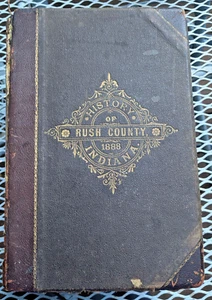 HISTORY
OF
RUSH COUNTY,
1888
INDIANA.